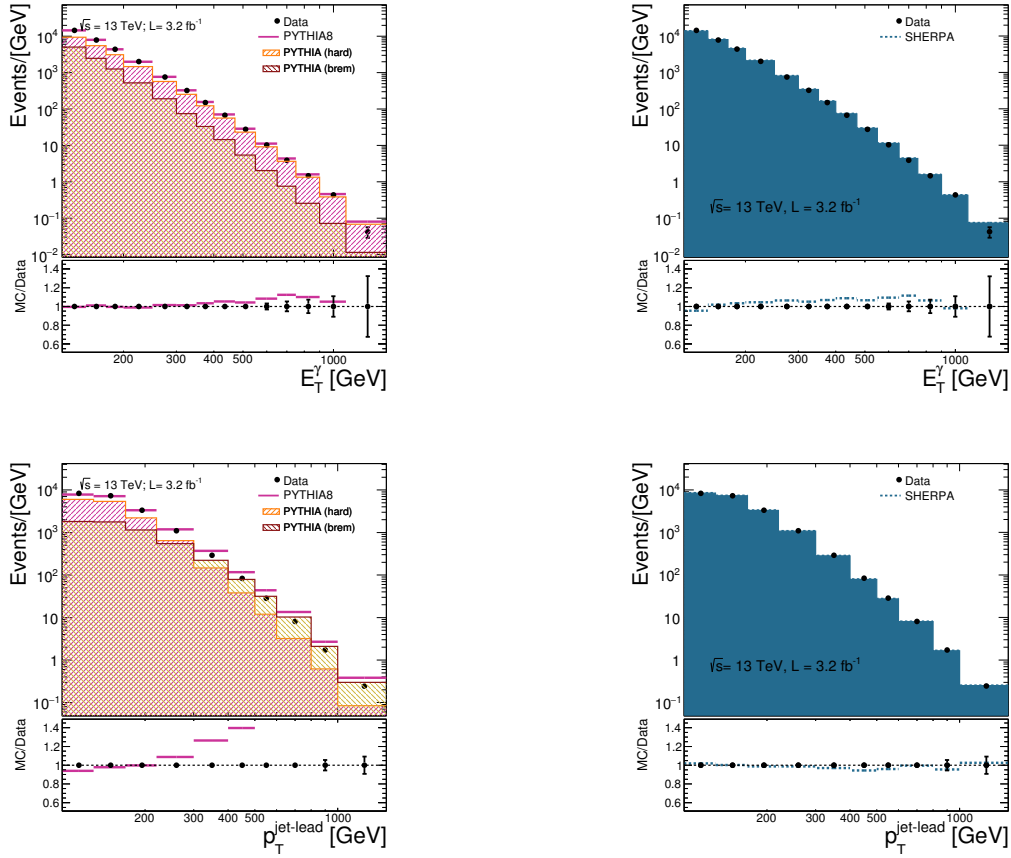 Events/[GeV]
10⁴
10³
10²
10
1
10⁻¹
10⁻²
√s = 13 TeV; L= 3.2 fb⁻¹
Data
PYTHIA8
PYTHIA (hard)
PYTHIA (brem)
MC/Data
1.4
1.2
1
0.8
0.6
200 300 400 500 1000
E_T^γ [GeV]
Events/[GeV]
10⁴
10³
10²
10
1
10⁻¹
10⁻²
Data
SHERPA
√s= 13 TeV, L = 3.2 fb⁻¹
MC/Data
1.4
1.2
1
0.8
0.6
200 300 400 500 1000
E_T^γ [GeV]
Events/[GeV]
10⁴
10³
10²
10
1
10⁻¹
√s = 13 TeV; L= 3.2 fb⁻¹
Data
PYTHIA8
PYTHIA (hard)
PYTHIA (brem)
MC/Data
1.4
1.2
1
0.8
0.6
200 300 400 500 1000
p_T^jet-lead [GeV]
Events/[GeV]
10⁴
10³
10²
10
1
10⁻¹
Data
SHERPA
√s= 13 TeV, L = 3.2 fb⁻¹
MC/Data
1.4
1.2
1
0.8
0.6
200 300 400 500 1000
p_T^jet-lead [GeV]